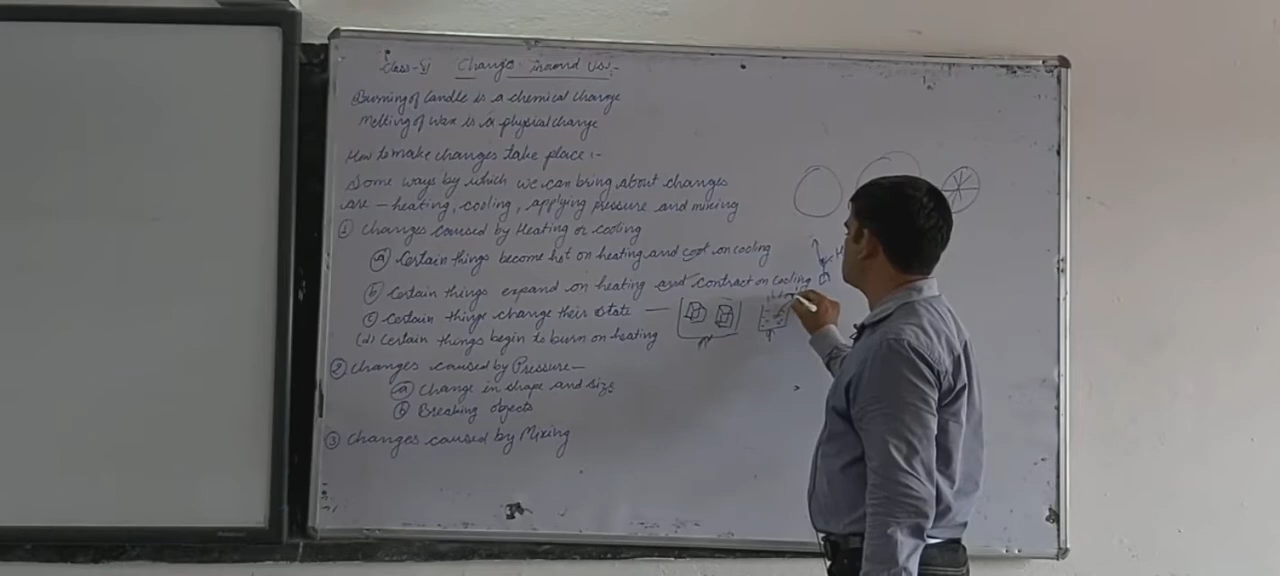 Class-VI Change around Us:-
Burning of Candle is a chemical change
Melting of wax is a physical change
How to make changes take place :-
Some ways by which we can bring about changes
are - heating, cooling, applying pressure and mixing
① Changes caused by Heating or cooling
(a) Certain things become hot on heating and cool on cooling
(b) Certain things expand on heating and contract on cooling
(c) Certain things change their state —
(d) Certain things begin to burn on heating
② Changes caused by Pressure —
(a) Change in shape and size
(b) Breaking objects
③ Changes caused by Mixing